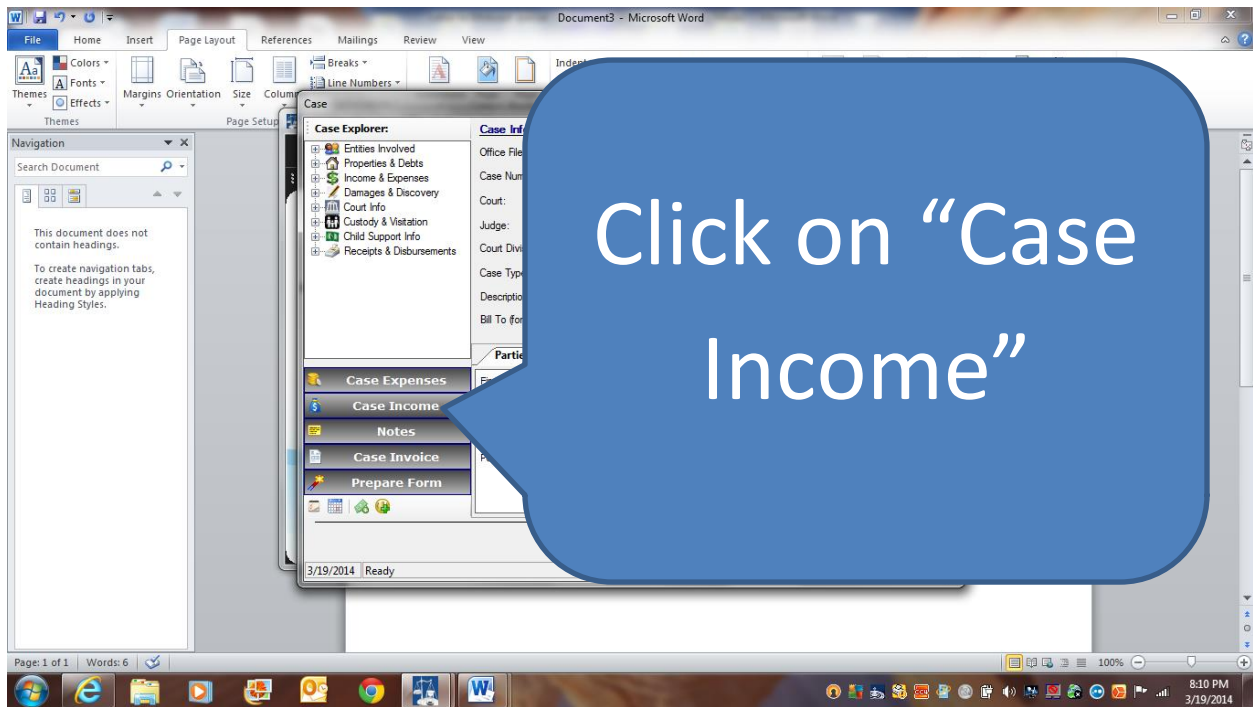 Document3 - Microsoft Word
File Home Insert Page Layout References Mailings Review View
Colors
Fonts
Effects
Themes
Margins Orientation Size
Breaks
Line Numbers
Themes
Page Setup
Navigation
Search Document
This document does not
contain headings.
To create navigation tabs,
create headings in your
document by applying
Heading Styles.
Case
Case Explorer:
Entities Involved
Properties & Debts
Income & Expenses
Damages & Discovery
Court Info
Custody & Visitation
Child Support Info
Receipts & Disbursements
Case Expenses
Case Income
Notes
Case Invoice
Prepare Form
Case
Office File
Case
Court:
Judge:
Court
Case
Bill To
3/19/2014 Ready
Click on “Case
Income”
Page: 1 of 1 Words: 6
100%
8:10 PM
3/19/2014